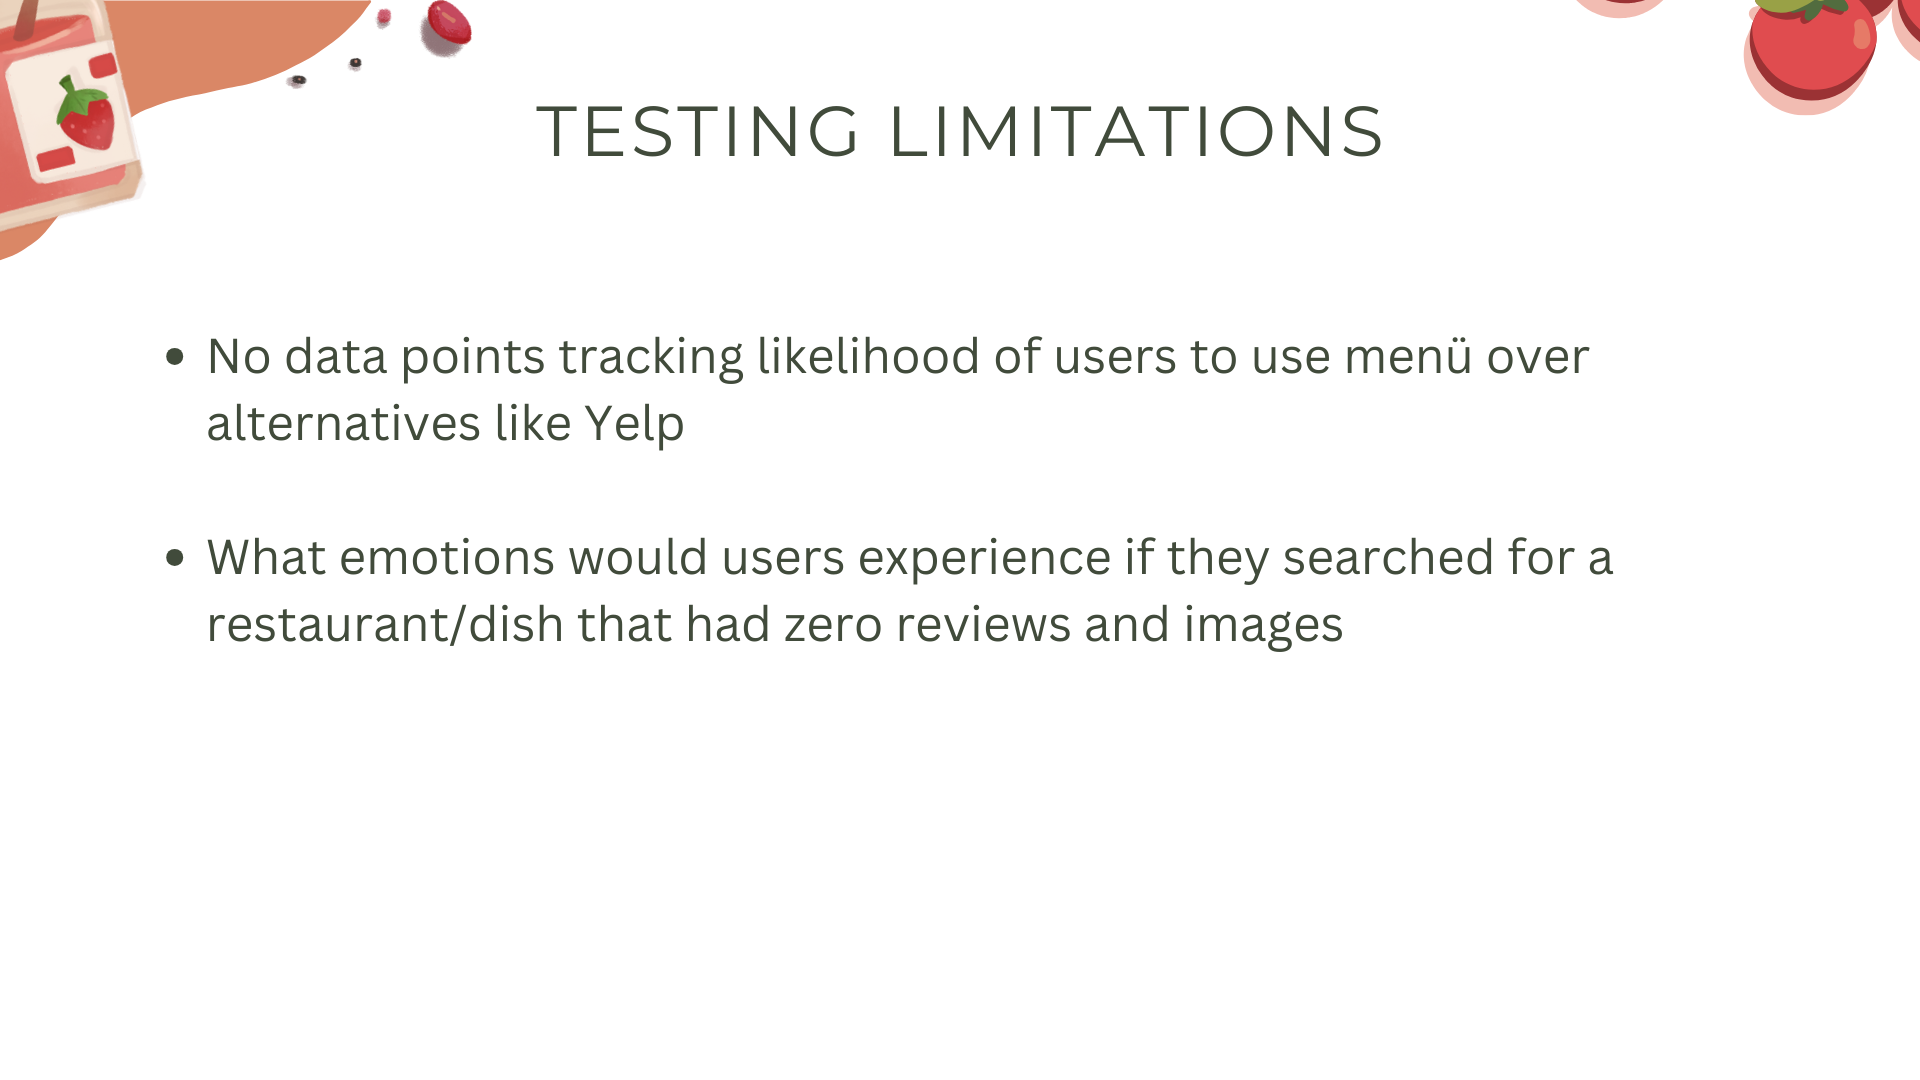 TESTING LIMITATIONS
• No data points tracking likelihood of users to use menü over
alternatives like Yelp
• What emotions would users experience if they searched for a
restaurant/dish that had zero reviews and images